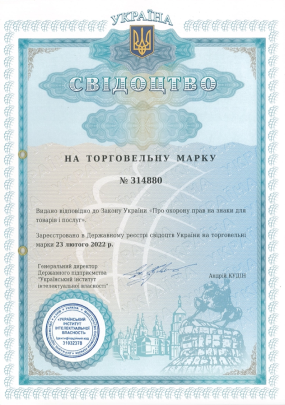 УКРАЇНА
СВІДОЦТВО
НА ТОРГОВЕЛЬНУ МАРКУ
№ 314880
Видано відповідно до Закону України «Про охорону прав на знаки для
товарів і послуг».
Зареєстровано в Державному реєстрі свідоцтв України на торговельні
марки 23 лютого 2022 р.
Генеральний директор
Державного підприємства
"Український інститут
інтелектуальної власності"
Андрій КУДІН
«УКРАЇНСЬКИЙ
ІНСТИТУТ
ІНТЕЛЕКТУАЛЬНОЇ
ВЛАСНОСТІ»
Ідентифікаційний код
31032378